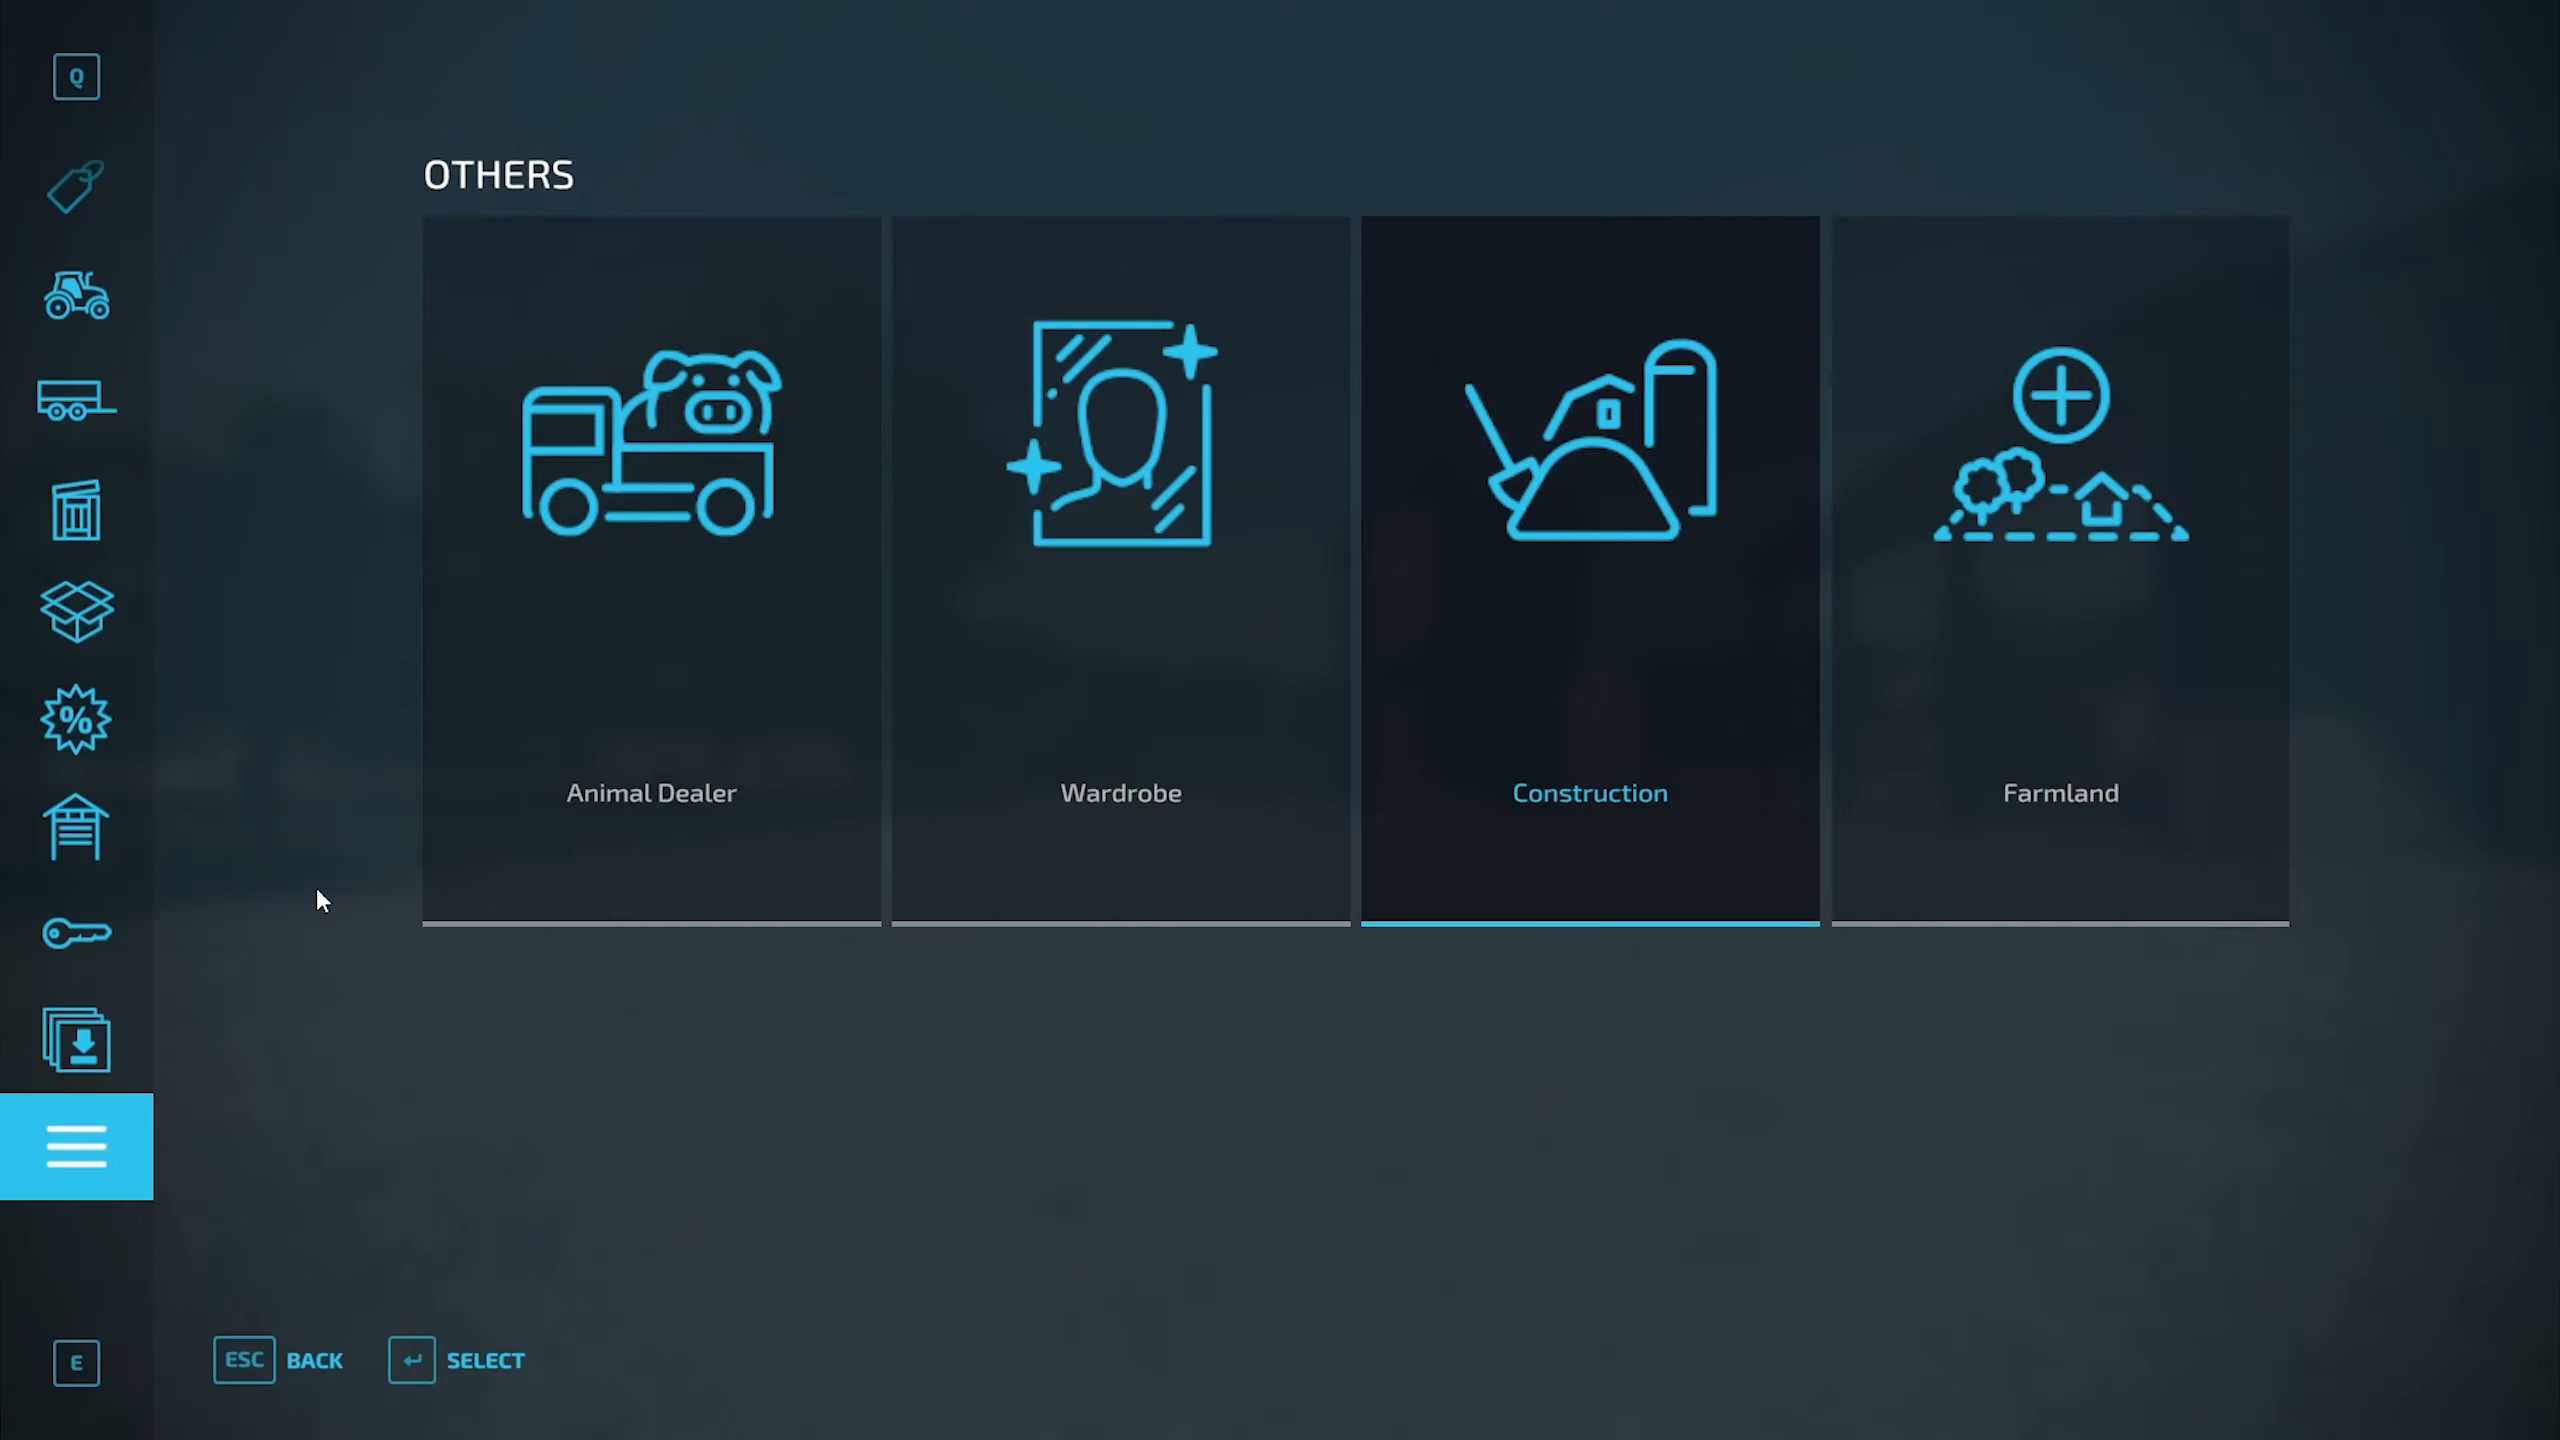 Q
OTHERS
%
Animal Dealer
Wardrobe
Construction
Farmland
E
ESC BACK
SELECT